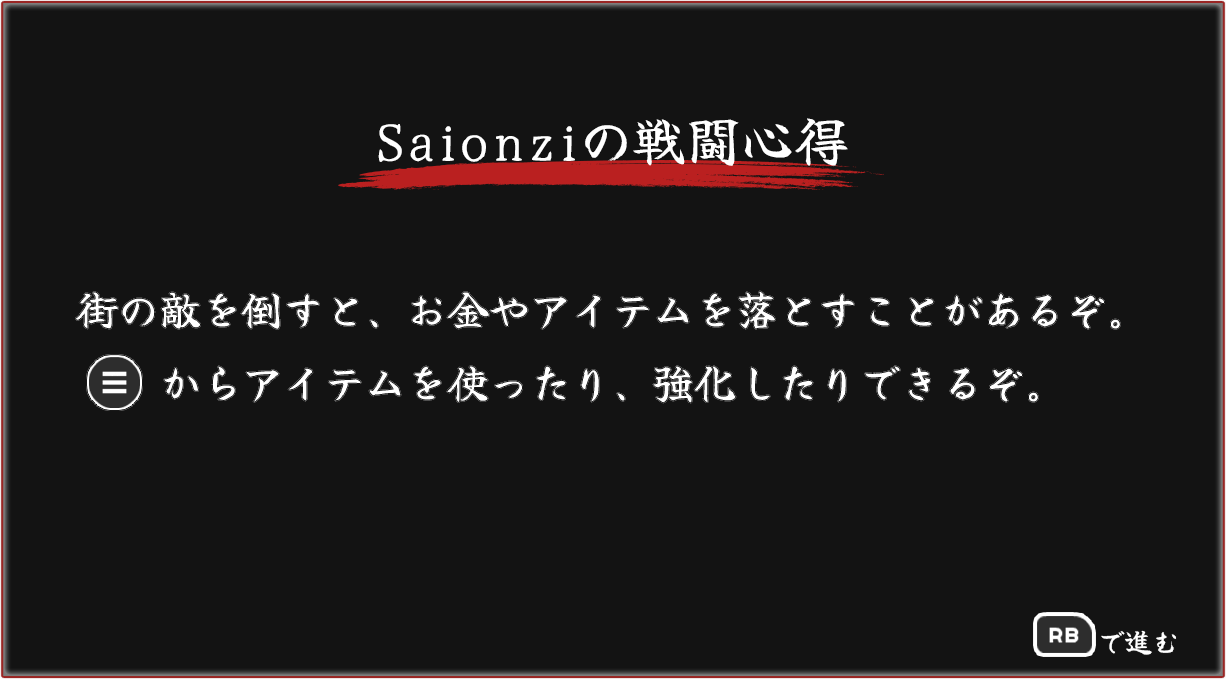 Saionziの戦闘心得
街の敵を倒すと、お金やアイテムを落とすことがあるぞ。
☰からアイテムを使ったり、強化したりできるぞ。
RBで進む